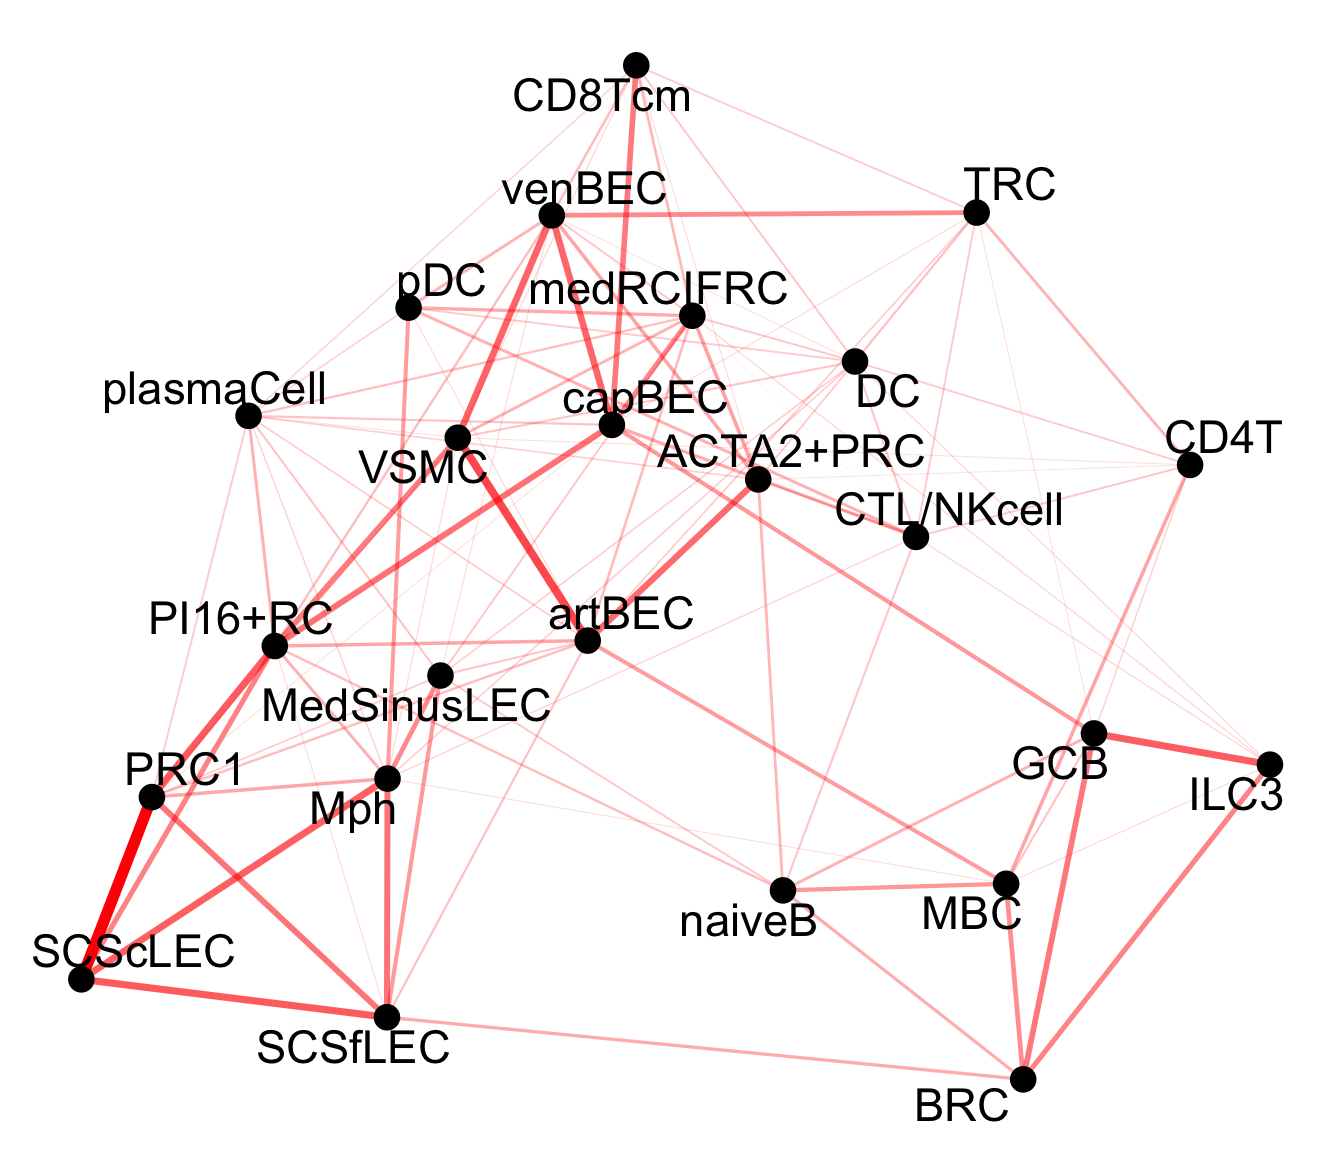 CD8Tcm
TRC
venBEC
pDC
medRCIFRC
plasmaCell
capBEC
DC
VSMC
ACTA2+PRC
CD4T
CTL/NKcell
PI16+RC
artBEC
MedSinusLEC
PRC1
Mph
GCB
ILC3
naiveB
MBC
SCScLEC
SCSfLEC
BRC